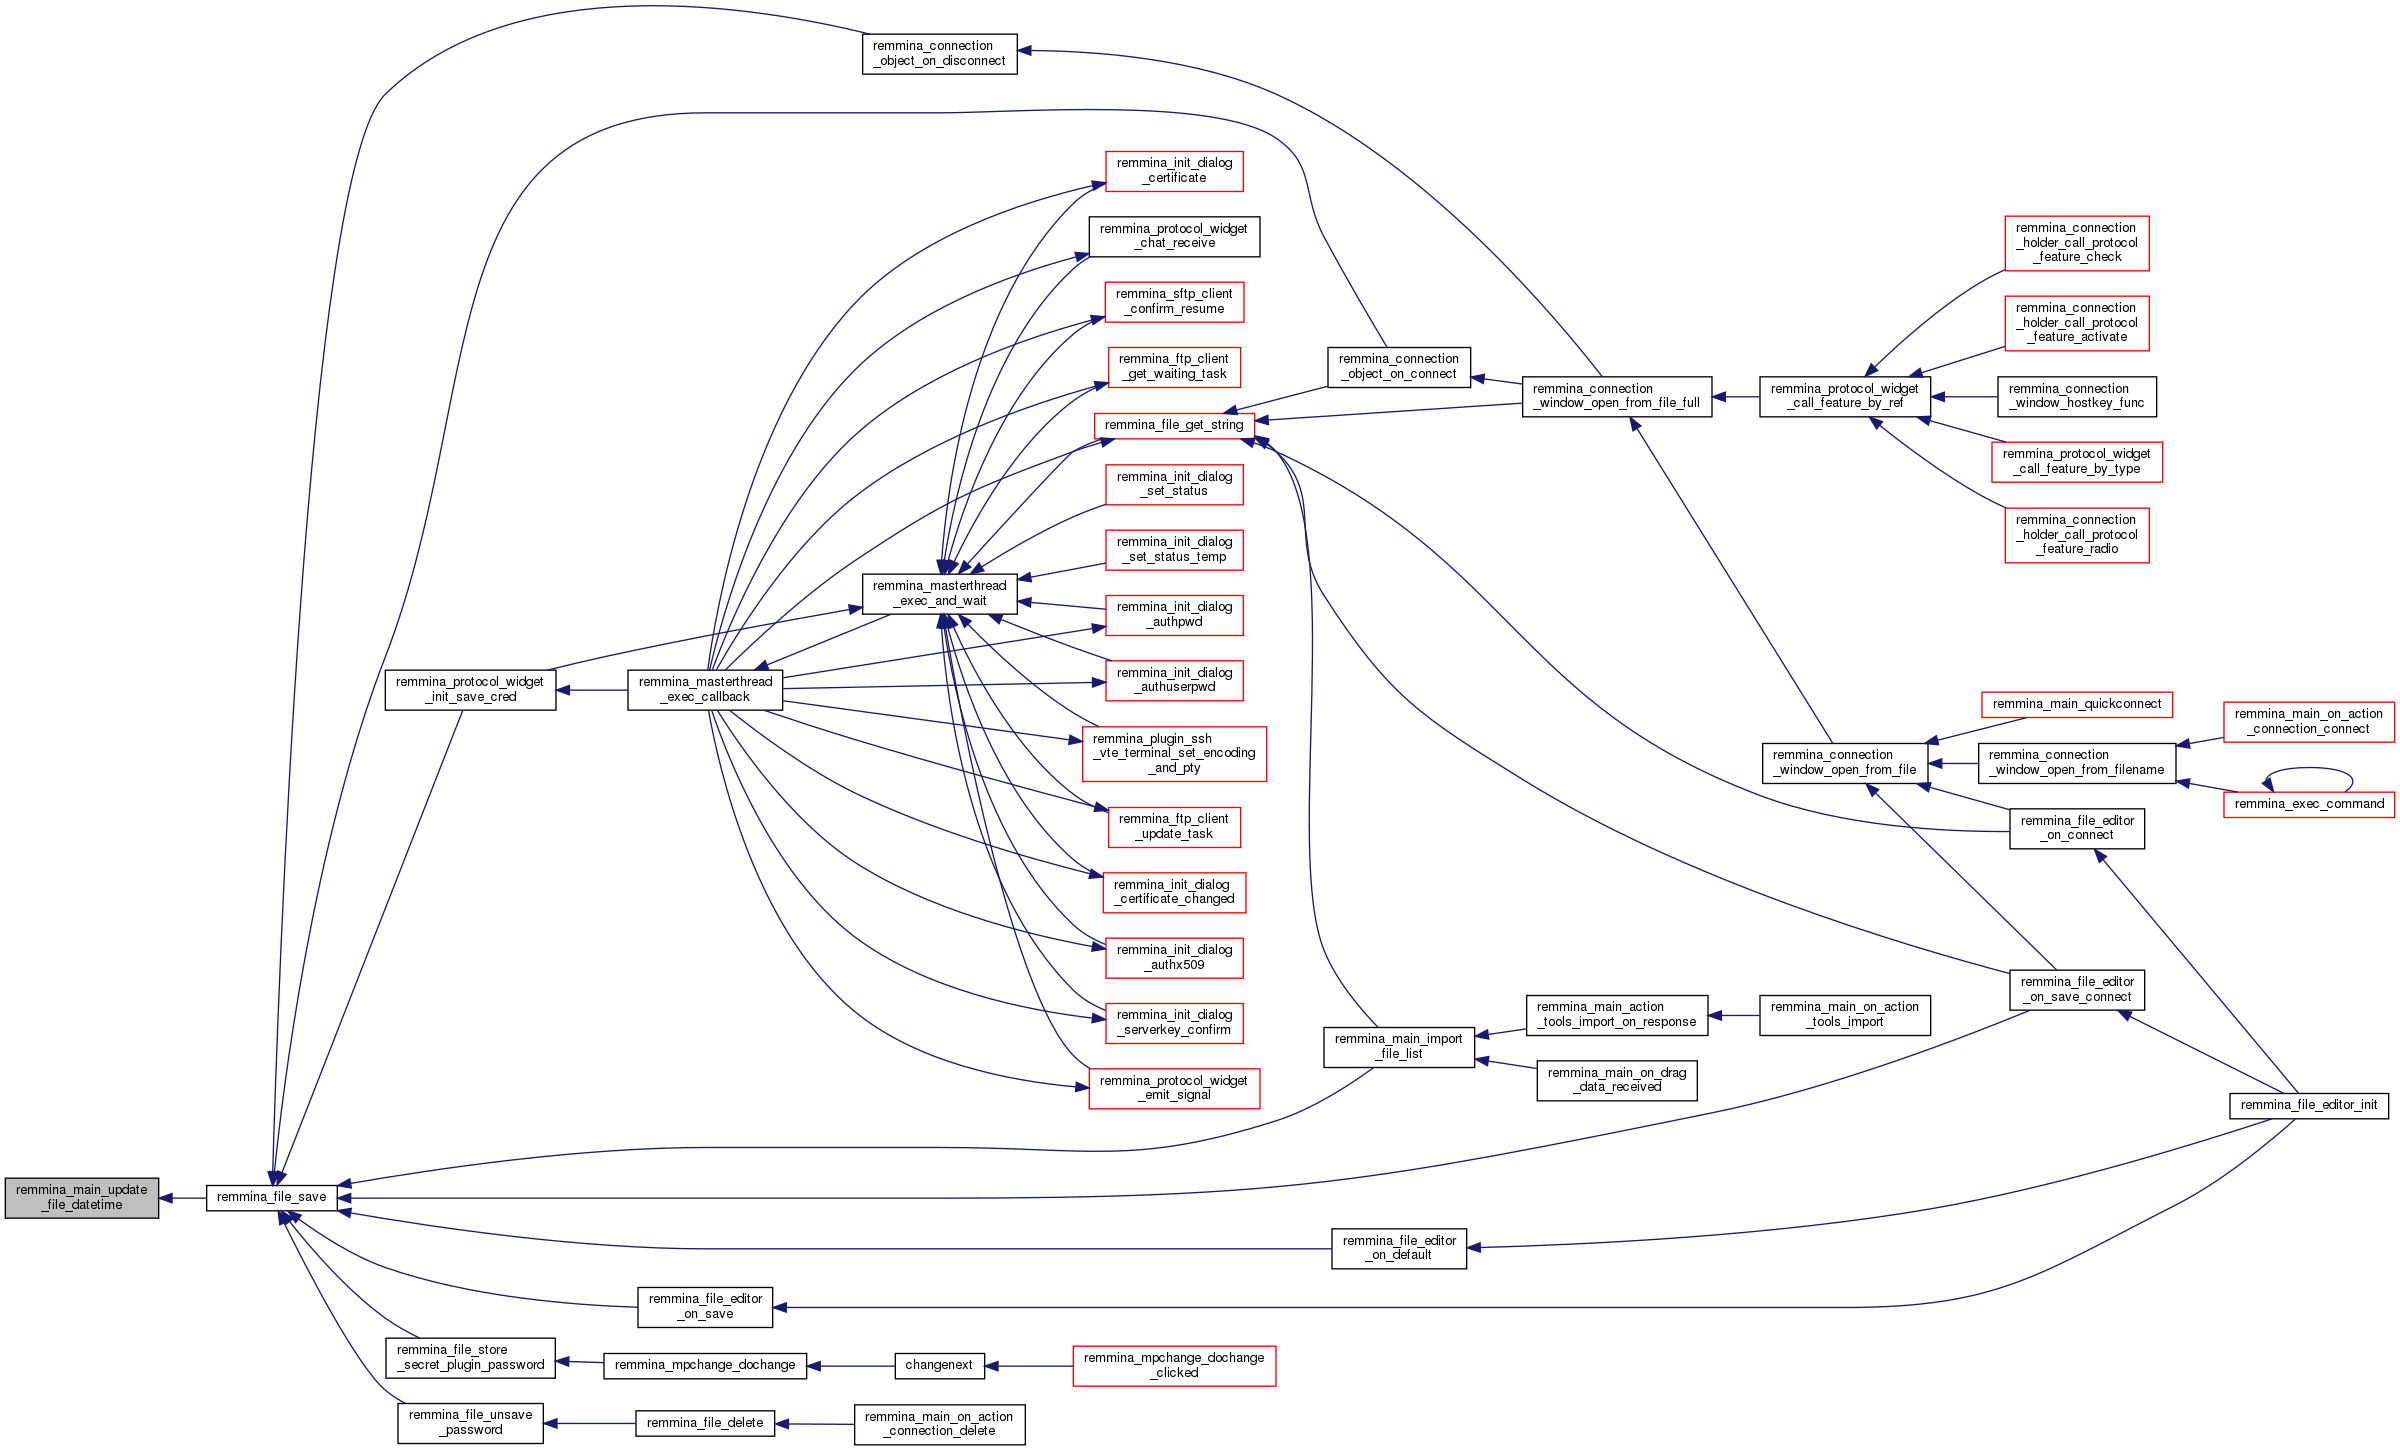 remmina_connection
_object_on_disconnect
remmina_init_dialog
_certificate
remmina_protocol_widget
_chat_receive
remmina_sftp_client
_confirm_resume
remmina_ftp_client
_get_waiting_task
remmina_file_get_string
remmina_init_dialog
_set_status
remmina_init_dialog
_set_status_temp
remmina_masterthread
_exec_and_wait
remmina_init_dialog
_authpwd
remmina_init_dialog
_authuserpwd
remmina_protocol_widget
_init_save_cred
remmina_masterthread
_exec_callback
remmina_plugin_ssh
_vte_terminal_set_encoding
_and_pty
remmina_ftp_client
_update_task
remmina_init_dialog
_certificate_changed
remmina_init_dialog
_authx509
remmina_init_dialog
_serverkey_confirm
remmina_protocol_widget
_emit_signal
remmina_connection
_object_on_connect
remmina_connection
_window_open_from_file_full
remmina_protocol_widget
_call_feature_by_ref
remmina_connection
_holder_call_protocol
_feature_check
remmina_connection
_holder_call_protocol
_feature_activate
remmina_connection
_window_hostkey_func
remmina_protocol_widget
_call_feature_by_type
remmina_connection
_holder_call_protocol
_feature_radio
remmina_main_quickconnect
remmina_connection
_window_open_from_file
remmina_connection
_window_open_from_filename
remmina_main_on_action
_connection_connect
remmina_exec_command
remmina_file_editor
_on_connect
remmina_file_editor
_on_save_connect
remmina_main_import
_file_list
remmina_main_action
_tools_import_on_response
remmina_main_on_action
_tools_import
remmina_main_on_drag
_data_received
remmina_file_editor_init
remmina_main_update
_file_datetime
remmina_file_save
remmina_file_editor
_on_default
remmina_file_editor
_on_save
remmina_file_store
_secret_plugin_password
remmina_mpchange_dochange
changenext
remmina_mpchange_dochange
_clicked
remmina_file_unsave
_password
remmina_file_delete
remmina_main_on_action
_connection_delete